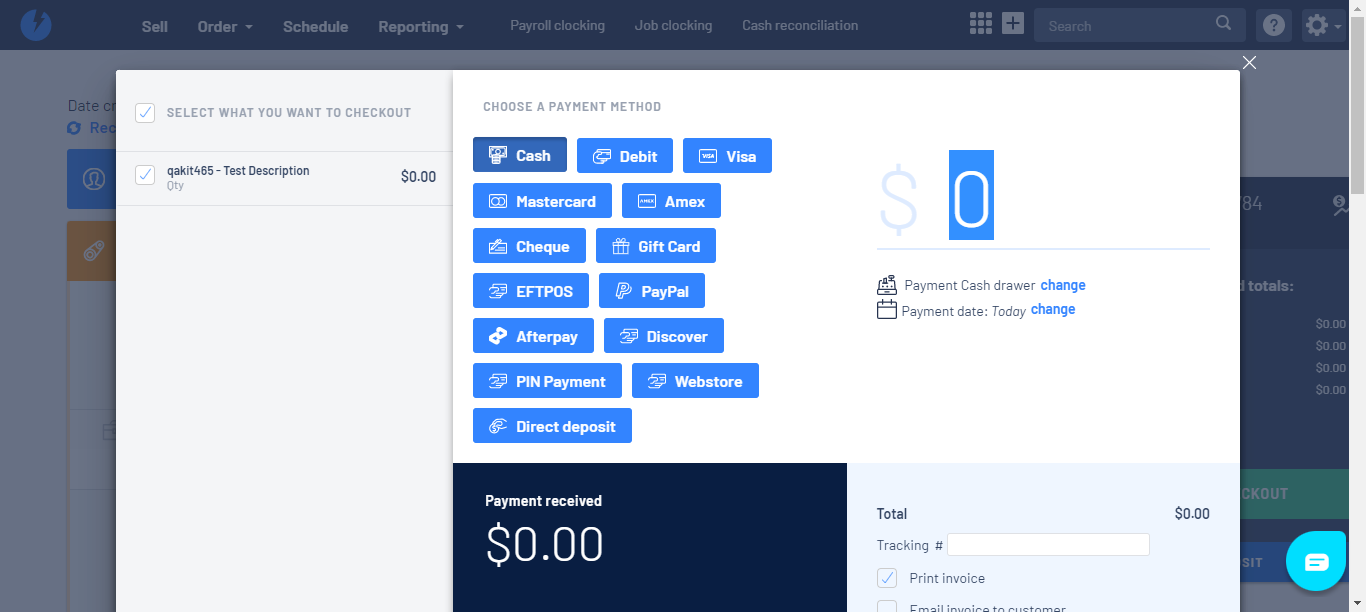 Sell Order Schedule Reporting Payroll clocking Job clocking Cash reconciliation Search
Date cr
Rec
SELECT WHAT YOU WANT TO CHECKOUT
qakit465 - Test Description $0.00
Qty
CHOOSE A PAYMENT METHOD
Cash Debit VISA Visa
Mastercard AMEX Amex
Cheque Gift Card
EFTPOS PayPal
Afterpay Discover
PIN Payment Webstore
Direct deposit
$ 0
Payment Cash drawer change
Payment date: Today change
Payment received
$0.00
Total $0.00
Tracking #
Print invoice
Email invoice to customer
784
d totals:
$0.00
$0.00
$0.00
$0.00
CKOUT
SIT